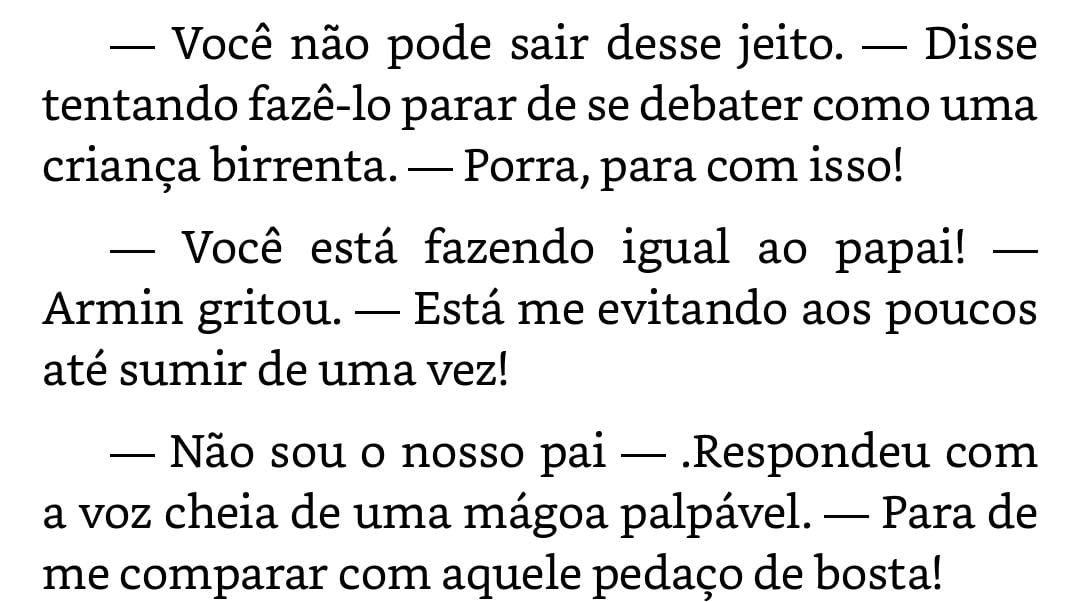 — Você não pode sair desse jeito. — Disse
tentando fazê-lo parar de se debater como uma
criança birrenta. — Porra, para com isso!
— Você está fazendo igual ao papai! —
Armin gritou. — Está me evitando aos poucos
até sumir de uma vez!
— Não sou o nosso pai — .Respondeu com
a voz cheia de uma mágoa palpável. — Para de
me comparar com aquele pedaço de bosta!